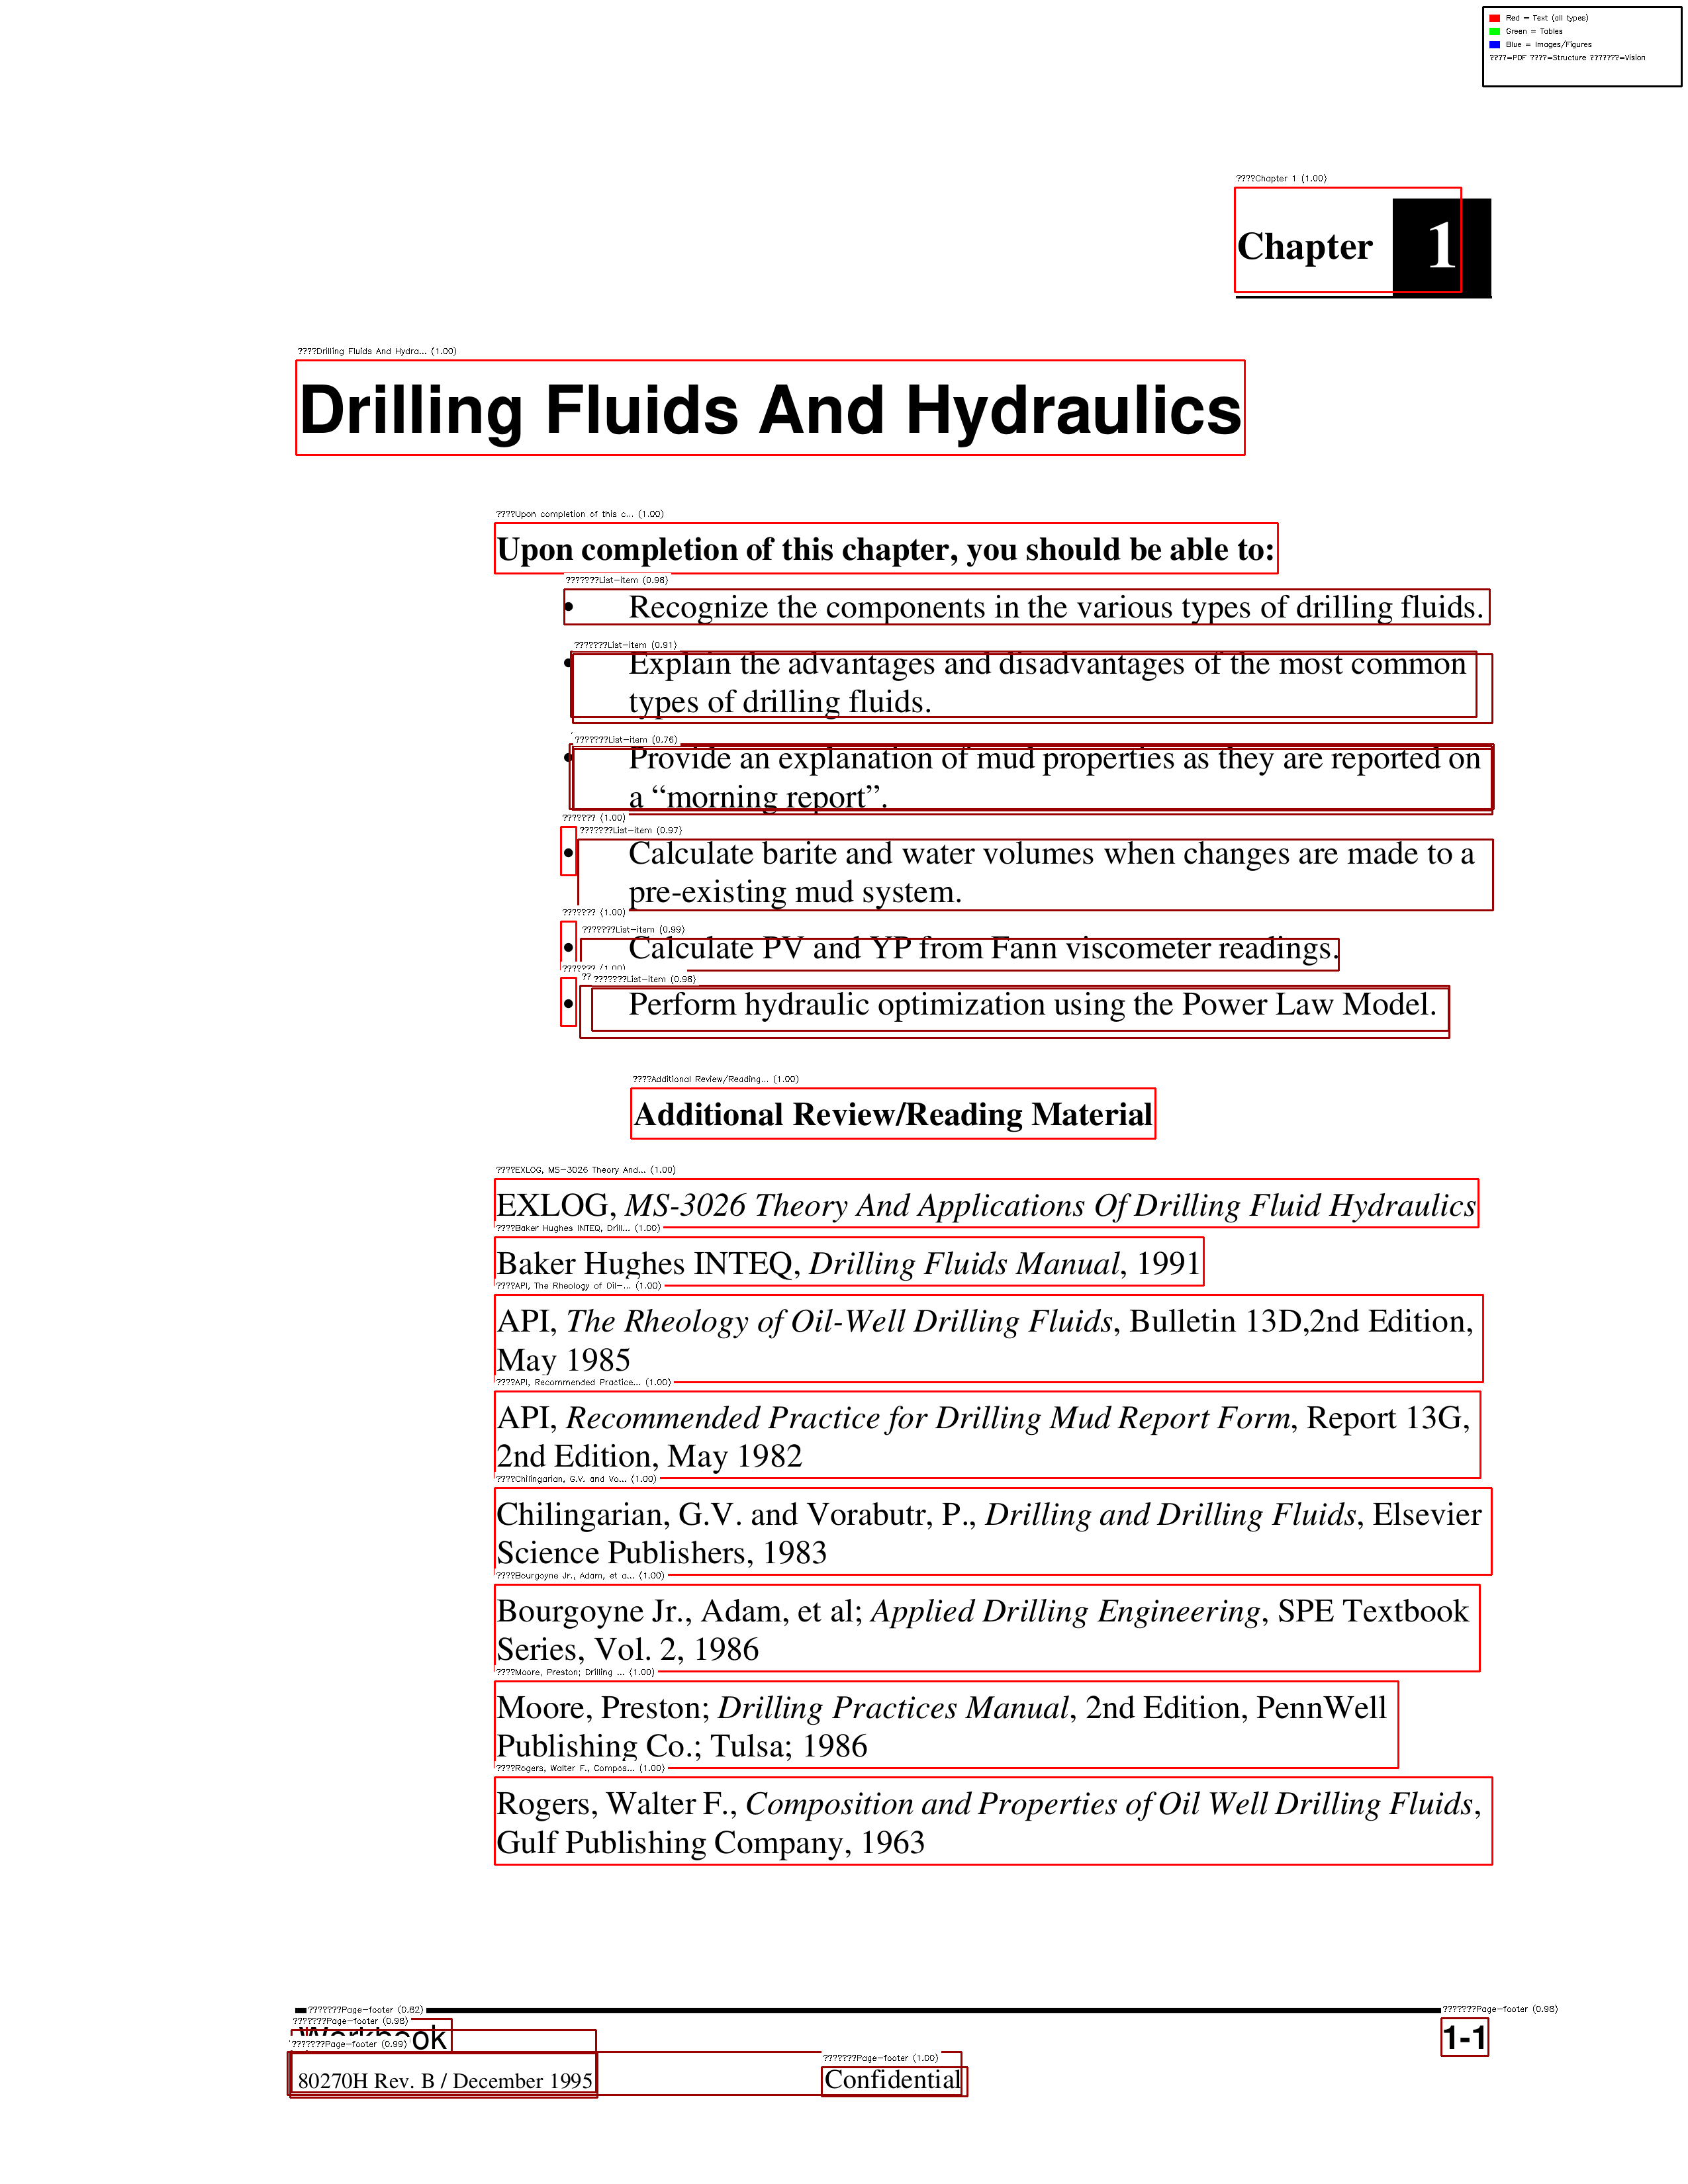 Red = Text (all types)
Green = Tables
Blue = Images/Figures
????=PDF ????=Structure ???????=Vision
????Chapter 1 (1.00)
Chapter 1
????Drilling Fluids And Hydra... (1.00)
Drilling Fluids And Hydraulics
????Upon completion of this c... (1.00)
Upon completion of this chapter, you should be able to:
???????List-item (0.98)
• Recognize the components in the various types of drilling fluids.
???????List-item (0.91)
• Explain the advantages and disadvantages of the most common
types of drilling fluids.
???????List-item (0.76)
• Provide an explanation of mud properties as they are reported on
a “morning report”.
??????? (1.00)
???????List-item (0.97)
• Calculate barite and water volumes when changes are made to a
pre-existing mud system.
??????? (1.00)
???????List-item (0.99)
• Calculate PV and YP from Fann viscometer readings.
??????? (1.00)
?? ???????List-item (0.98)
• Perform hydraulic optimization using the Power Law Model.
????Additional Review/Reading... (1.00)
Additional Review/Reading Material
????EXLOG, MS-3026 Theory And... (1.00)
EXLOG, MS-3026 Theory And Applications Of Drilling Fluid Hydraulics
????Baker Hughes INTEQ, Drill... (1.00)
Baker Hughes INTEQ, Drilling Fluids Manual, 1991
????API, The Rheology of Oil-... (1.00)
API, The Rheology of Oil-Well Drilling Fluids, Bulletin 13D,2nd Edition,
May 1985
????API, Recommended Practice... (1.00)
API, Recommended Practice for Drilling Mud Report Form, Report 13G,
2nd Edition, May 1982
????Chilingarian, G.V. and Vo... (1.00)
Chilingarian, G.V. and Vorabutr, P., Drilling and Drilling Fluids, Elsevier
Science Publishers, 1983
????Bourgoyne Jr., Adam, et a... (1.00)
Bourgoyne Jr., Adam, et al; Applied Drilling Engineering, SPE Textbook
Series, Vol. 2, 1986
????Moore, Preston; Drilling ... (1.00)
Moore, Preston; Drilling Practices Manual, 2nd Edition, PennWell
Publishing Co.; Tulsa; 1986
????Rogers, Walter F., Compos... (1.00)
Rogers, Walter F., Composition and Properties of Oil Well Drilling Fluids,
Gulf Publishing Company, 1963
???????Page-footer (0.82)
???????Page-footer (0.98)
???????Page-footer (0.98)
Workbook
1-1
???????Page-footer (0.99)
???????Page-footer (1.00)
80270H Rev. B / December 1995
Confidential